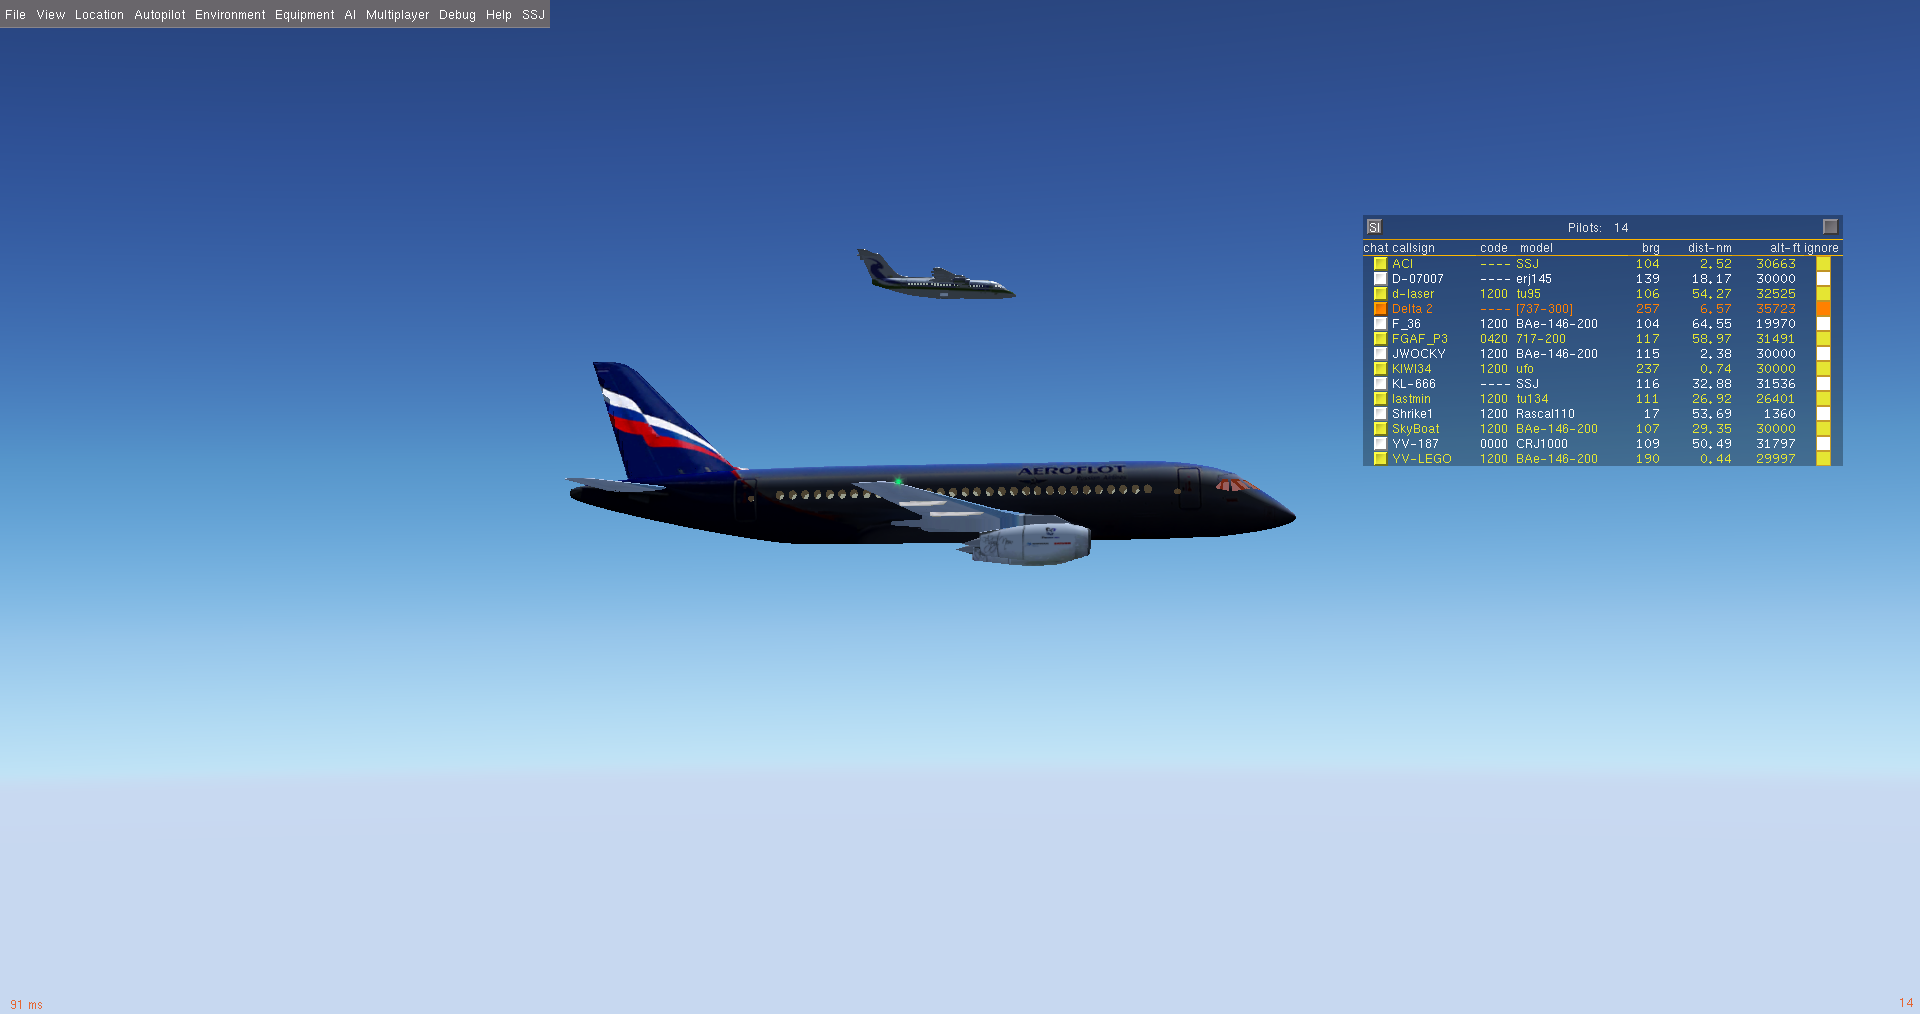 File View Location Autopilot Environment Equipment AI Multiplayer Debug Help SSJ
SI Pilots: 14
chat callsign code model brg dist-nm alt-ft ignore
ACI ---- SSJ 104 2.52 30663
D-07007 ---- erj145 139 18.17 30000
d-laser 1200 tu95 106 54.27 32525
Delta 2 ---- [737-300] 257 6.57 35723
F_36 1200 BAe-146-200 104 64.55 19970
FGAF_P3 0420 717-200 117 58.97 31491
JWOCKY 1200 BAe-146-200 115 2.38 30000
KIWI34 1200 ufo 237 0.74 30000
KL-666 ---- SSJ 116 32.88 31536
lastmin 1200 tu134 111 26.92 26401
Shrike1 1200 Rascal110 17 53.69 1360
SkyBoat 1200 BAe-146-200 107 29.35 30000
YV-187 0000 CRJ1000 109 50.49 31797
YV-LEGO 1200 BAe-146-200 190 0.44 29997
AEROFLOT
91 ms
14